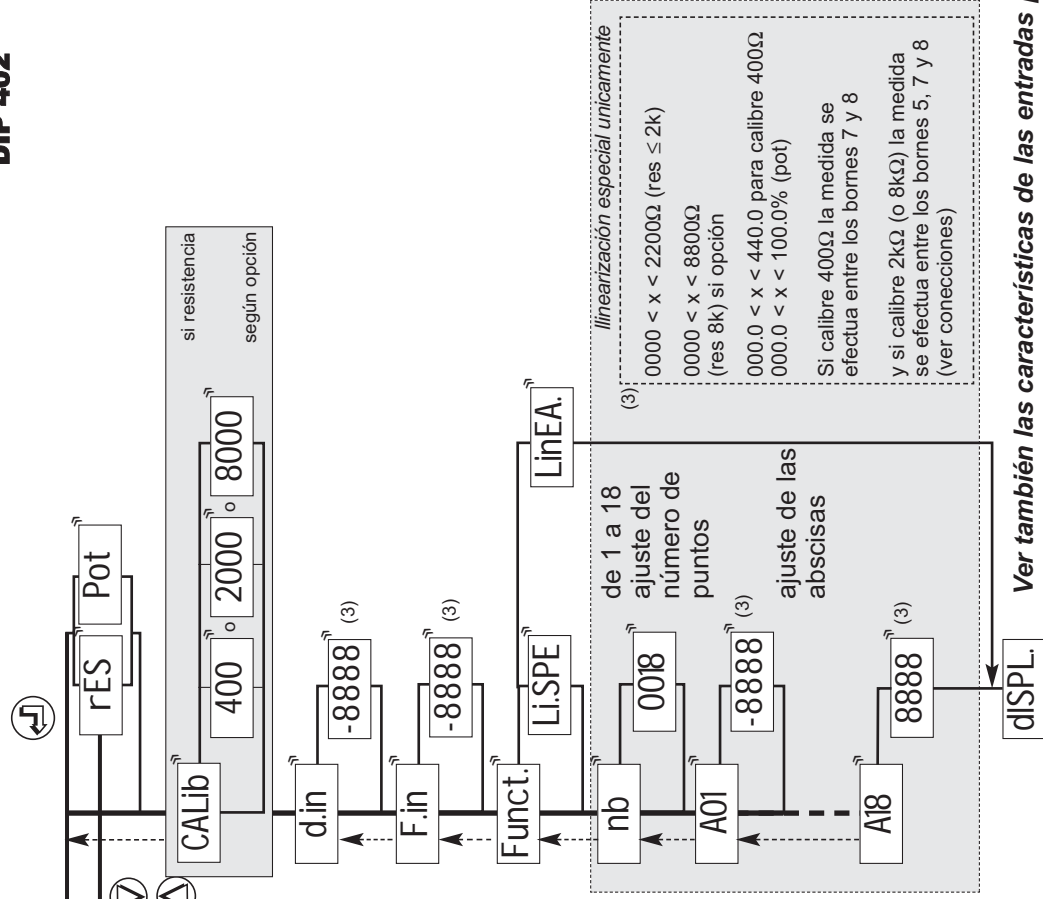 DIP 402
rES
Pot
CALib
si resistencia
400 o 2000 o 8000
según opción
d.in
-8888 (3)
F.in
-8888 (3)
Funct.
Li.SPE
LinEA.
nb
0018
de 1 a 18
ajuste del
número de
puntos
A01
-8888 (3)
ajuste de las
abscisas
A18
8888 (3)
dISPL.
llinearización especial unicamente
(3)
0000 < x < 2200Ω (res ≤ 2k)
0000 < x < 8800Ω
(res 8k) si opción
000.0 < x < 440.0 para calibre 400Ω
000.0 < x < 100.0% (pot)
Si calibre 400Ω la medida se
efectua entre los bornes 7 y 8
y si calibre 2kΩ (o 8kΩ) la medida
se efectua entre los bornes 5, 7 y 8
(ver conecciones)
Ver también las características de las entradas